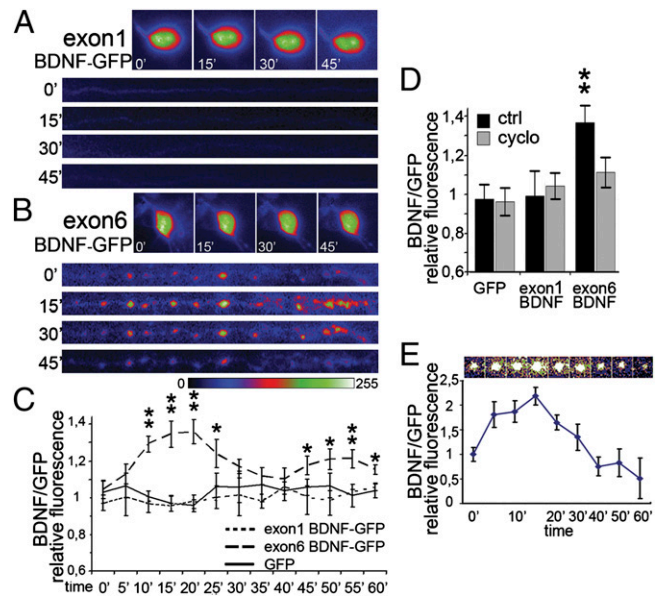 A
exon1
BDNF-GFP
0' 15' 30' 45'
0'
15'
30'
45'
B
exon6
BDNF-GFP
0' 15' 30' 45'
0'
15'
30'
45'
0 255
C
BDNF/GFP
relative fluorescence
1,6
1,4
1,2
1
0,8
0,6
** ** ** * * * ** *
exon1 BDNF-GFP
exon6 BDNF-GFP
GFP
time 0' 5' 10' 15' 20' 25' 30' 35' 40' 45' 50' 55' 60'
D
BDNF/GFP
relative fluorescence
1,4
1,2
1
0,8
0,6
ctrl
cyclo
**
GFP exon1 exon6
BDNF BDNF
E
BDNF/GFP
relative fluorescence
2,5
2
1,5
1
0,5
0
0' 10' 20' 30' 40' 50' 60'
time